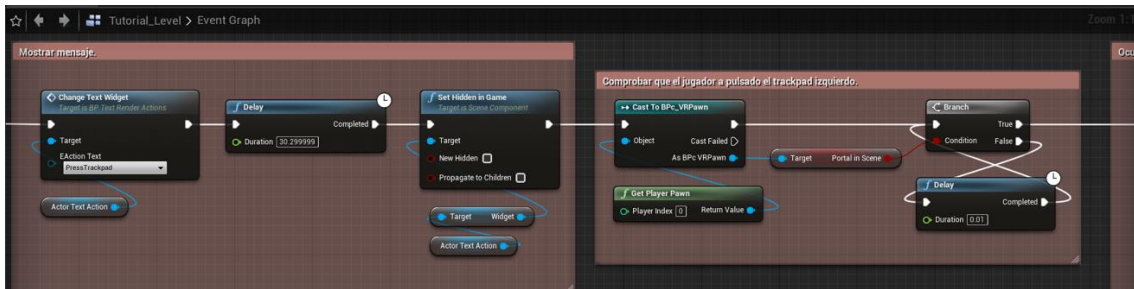 Tutorial_Level > Event Graph
Zoom 1:1
Mostrar mensaje.
Change Text Widget
Target is BP Text Render Actions
Target
EAction Text
PressTrackpad
Actor Text Action
Delay
Completed
Duration 30.299999
Set Hidden in Game
Target is Scene Component
Target
New Hidden
Propagate to Children
Target Widget
Actor Text Action
Comprobar que el jugador a pulsado el trackpad izquierdo.
Cast To BPc_VRPawn
Object Cast Failed
As BPc VRPawn
Get Player Pawn
Player Index 0 Return Value
Target Portal in Scene
Branch
True
Condition False
Delay
Completed
Duration 0.01
Ocu